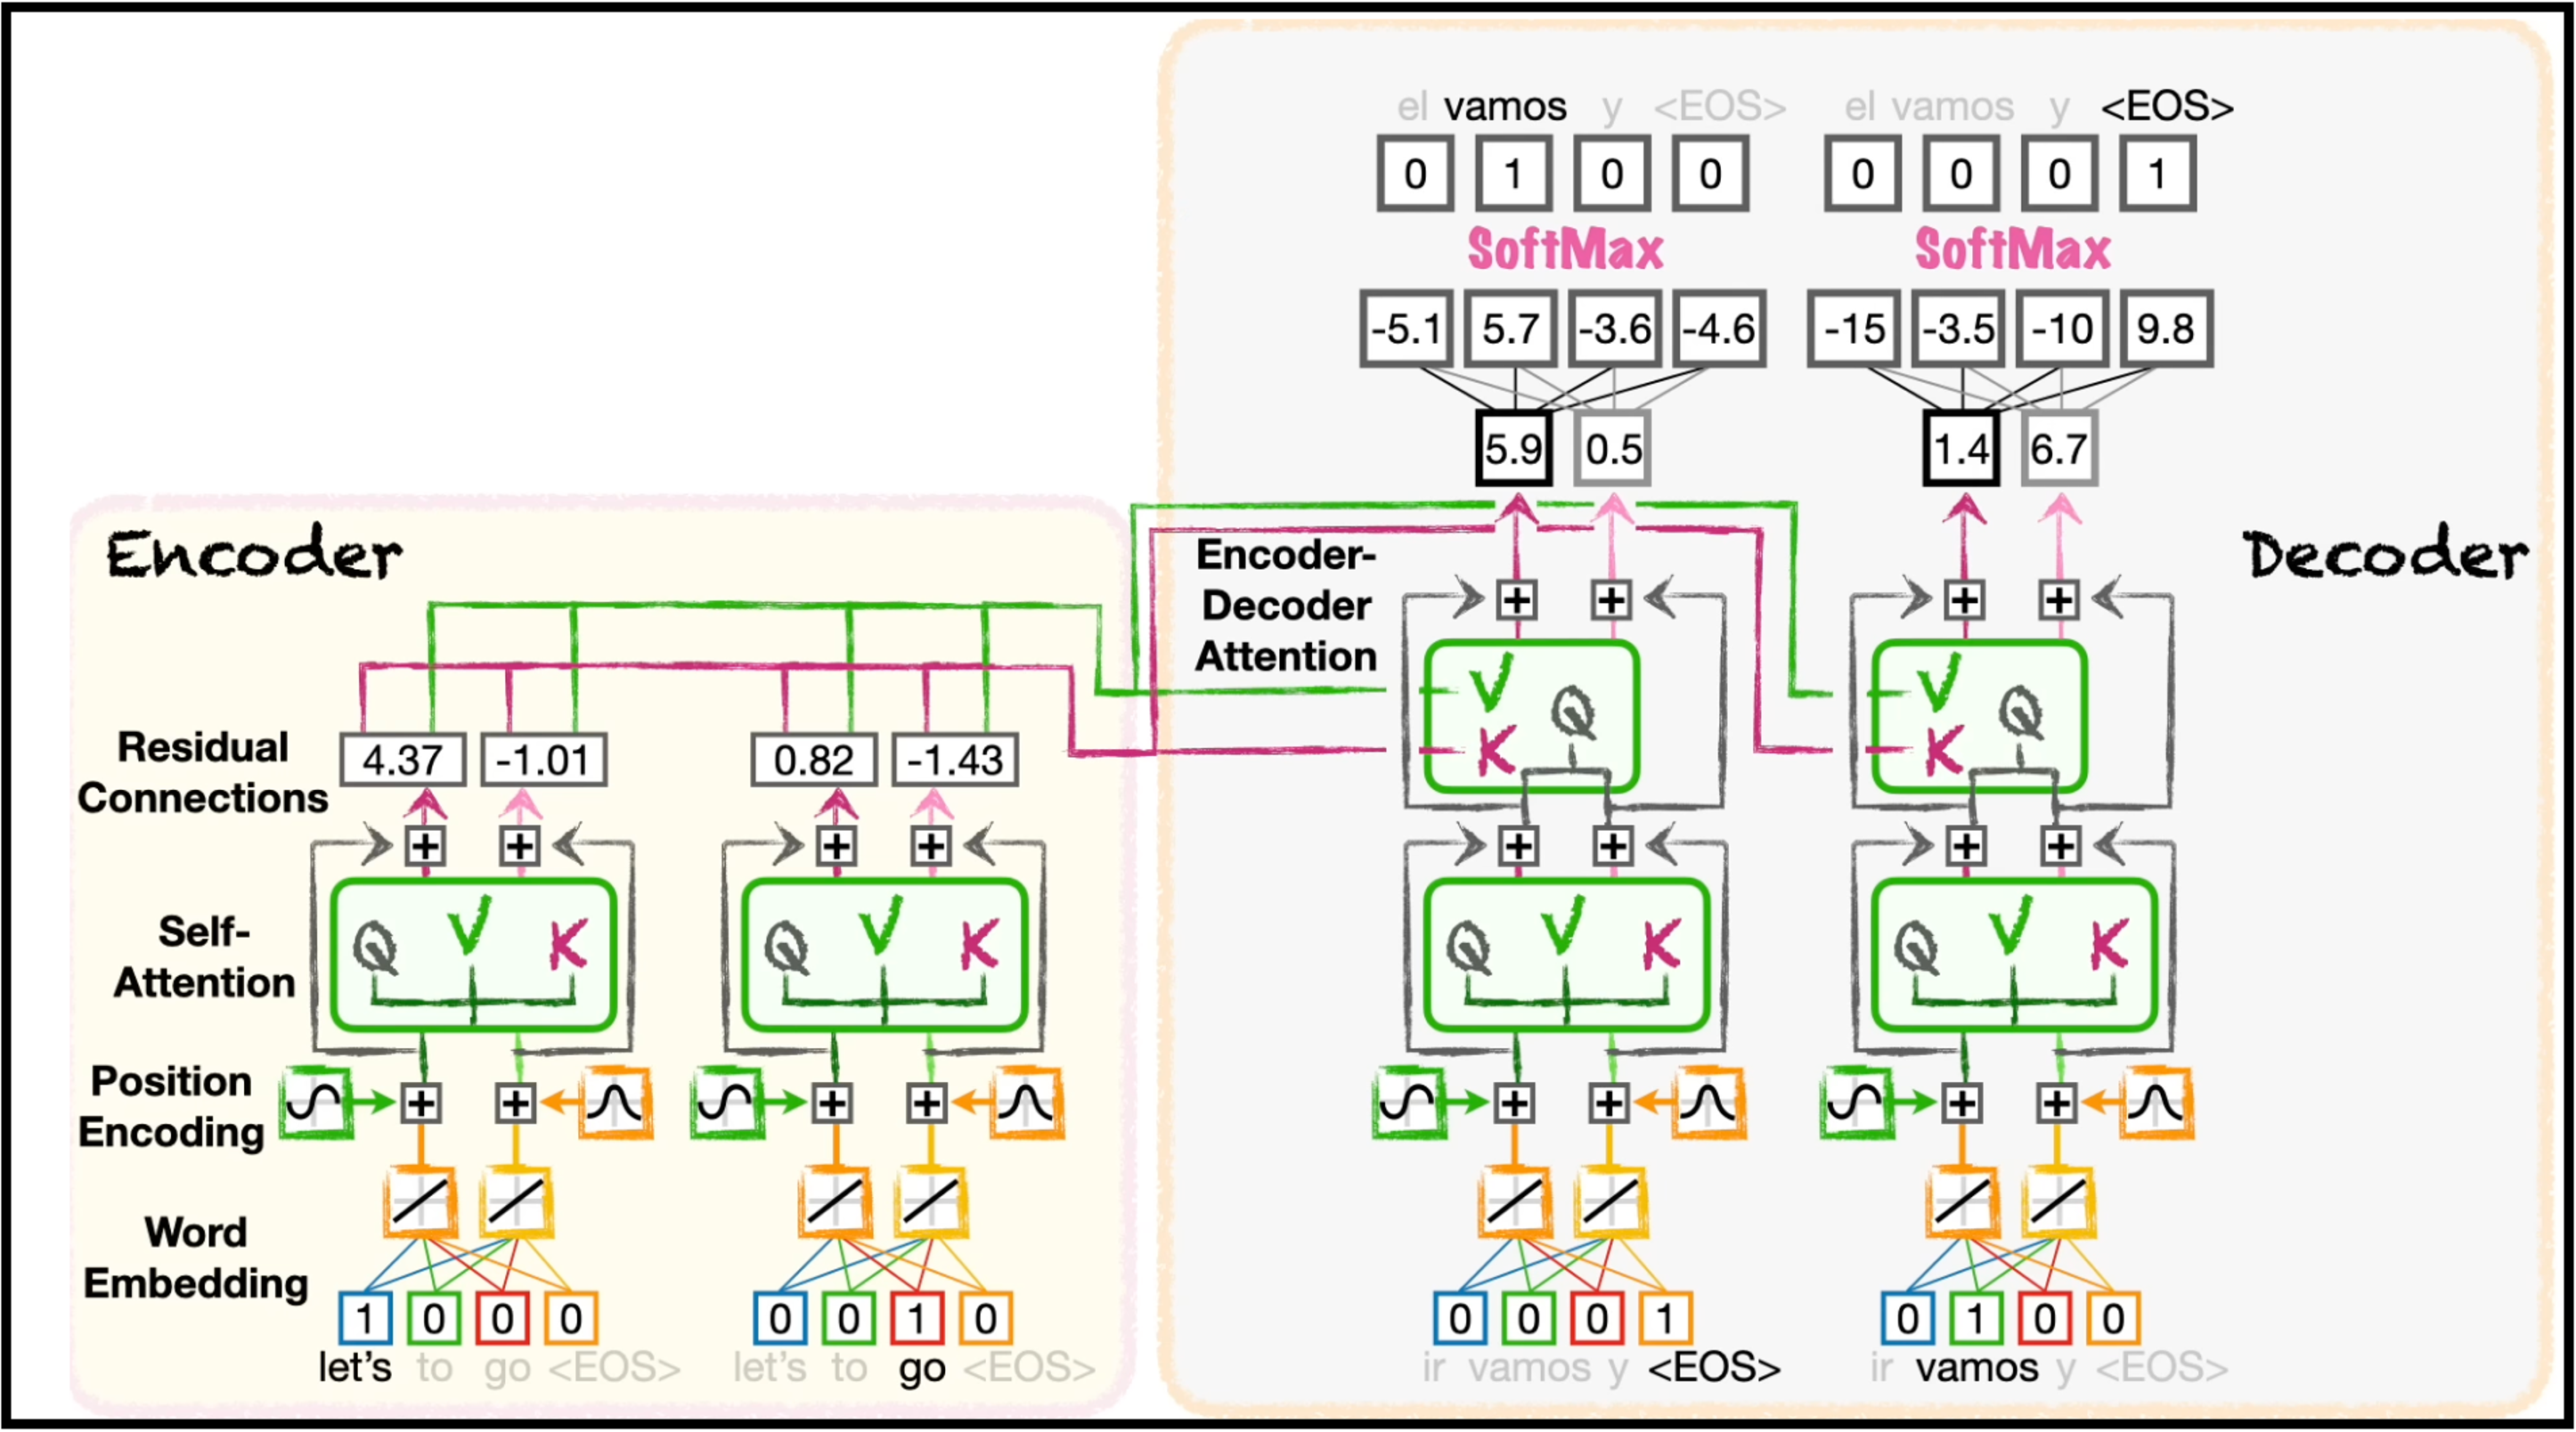 el vamos y <EOS> el vamos y <EOS>
0 1 0 0 0 0 0 1
SoftMax SoftMax
-5.1 5.7 -3.6 -4.6 -15 -3.5 -10 9.8
5.9 0.5 1.4 6.7
Encoder
Decoder
Encoder-
Decoder
Attention
+ + + +
V Q K V Q K
Residual
Connections
4.37 -1.01 0.82 -1.43
+ + + + + + + +
Self-
Attention
Q V K Q V K Q V K Q V K
Position
Encoding
+ + + + + + + +
Word
Embedding
1 0 0 0 0 0 1 0 0 0 0 1 0 1 0 0
let's to go <EOS> let's to go <EOS> ir vamos y <EOS> ir vamos y <EOS>